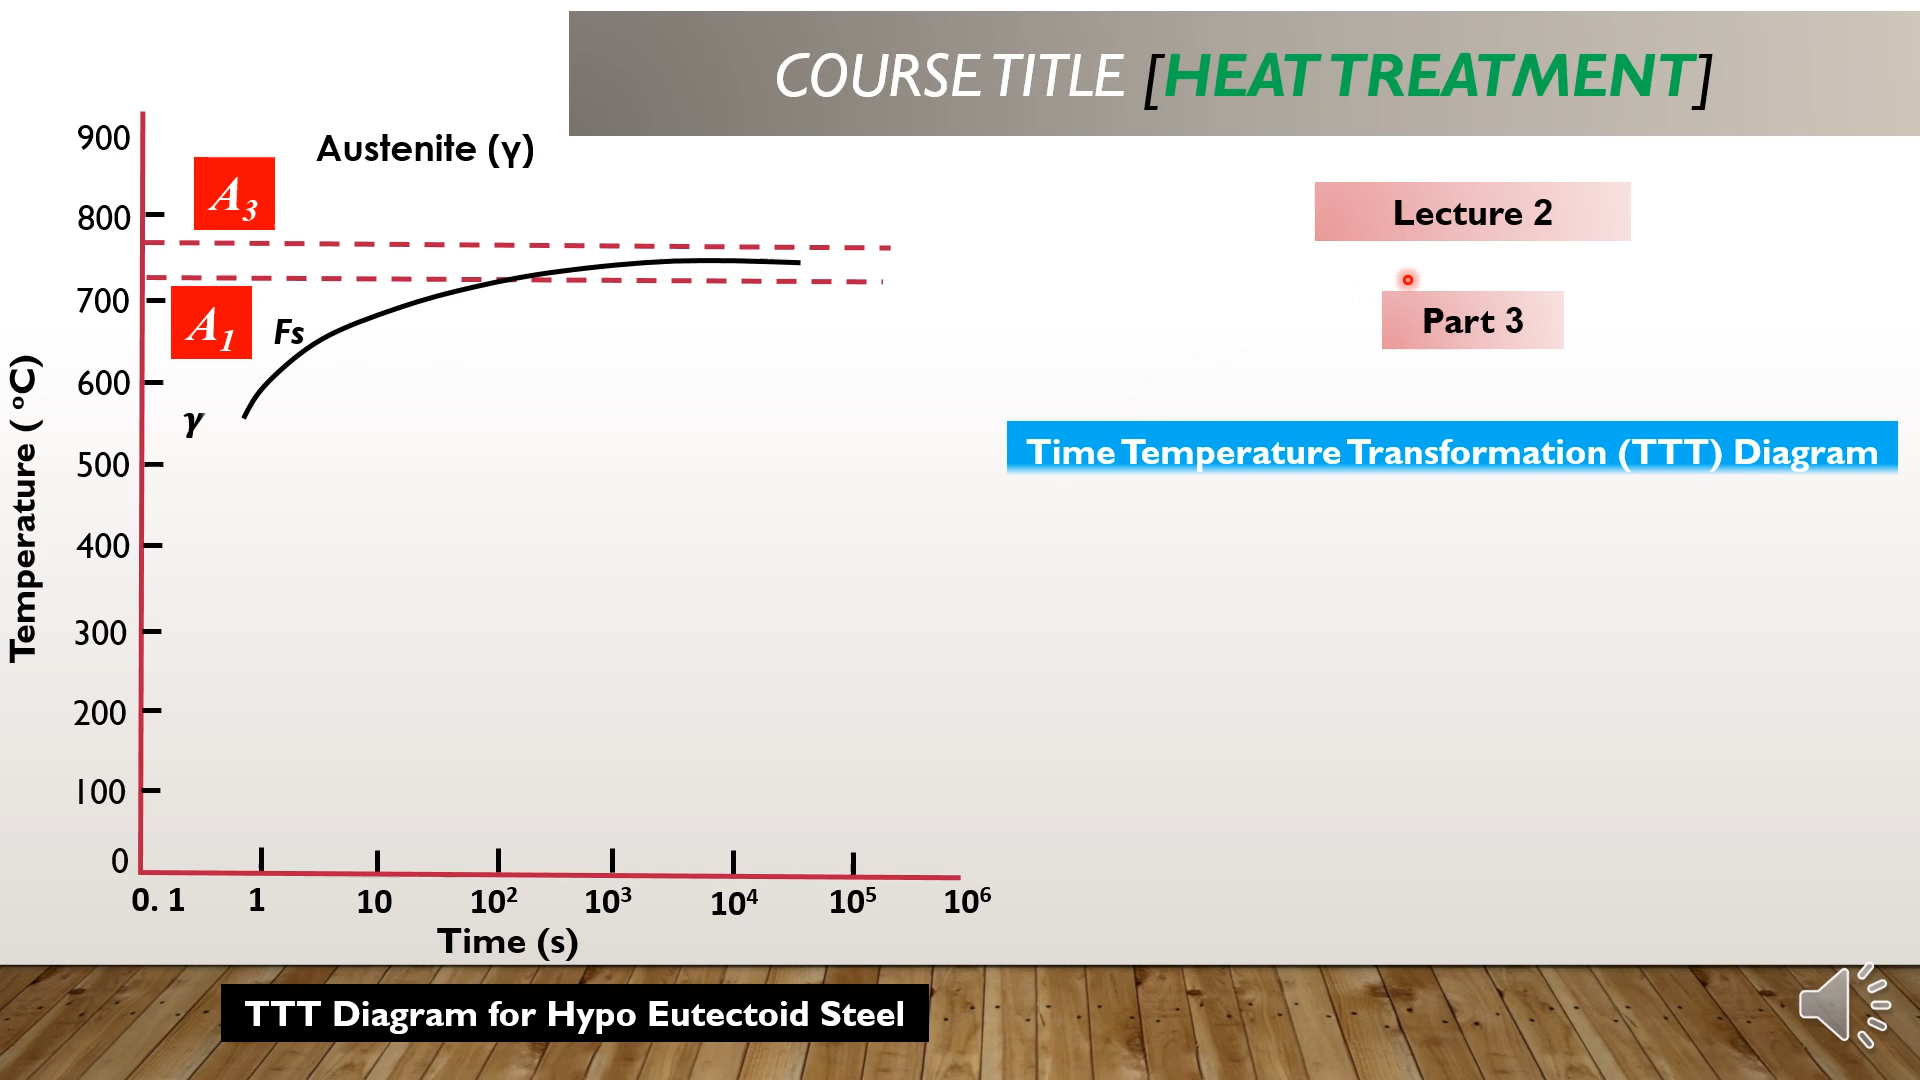 COURSE TITLE [HEAT TREATMENT]
Lecture 2
Part 3
Time Temperature Transformation (TTT) Diagram
Austenite (γ)
A3
A1
Fs
γ
Temperature ( °C)
900
800
700
600
500
400
300
200
100
0
0. 1 1 10 10² 10³ 10⁴ 10⁵ 10⁶
Time (s)
TTT Diagram for Hypo Eutectoid Steel